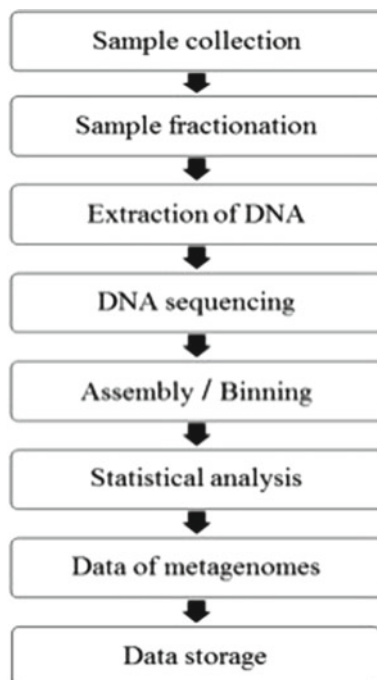 Sample collection
Sample fractionation
Extraction of DNA
DNA sequencing
Assembly / Binning
Statistical analysis
Data of metagenomes
Data storage